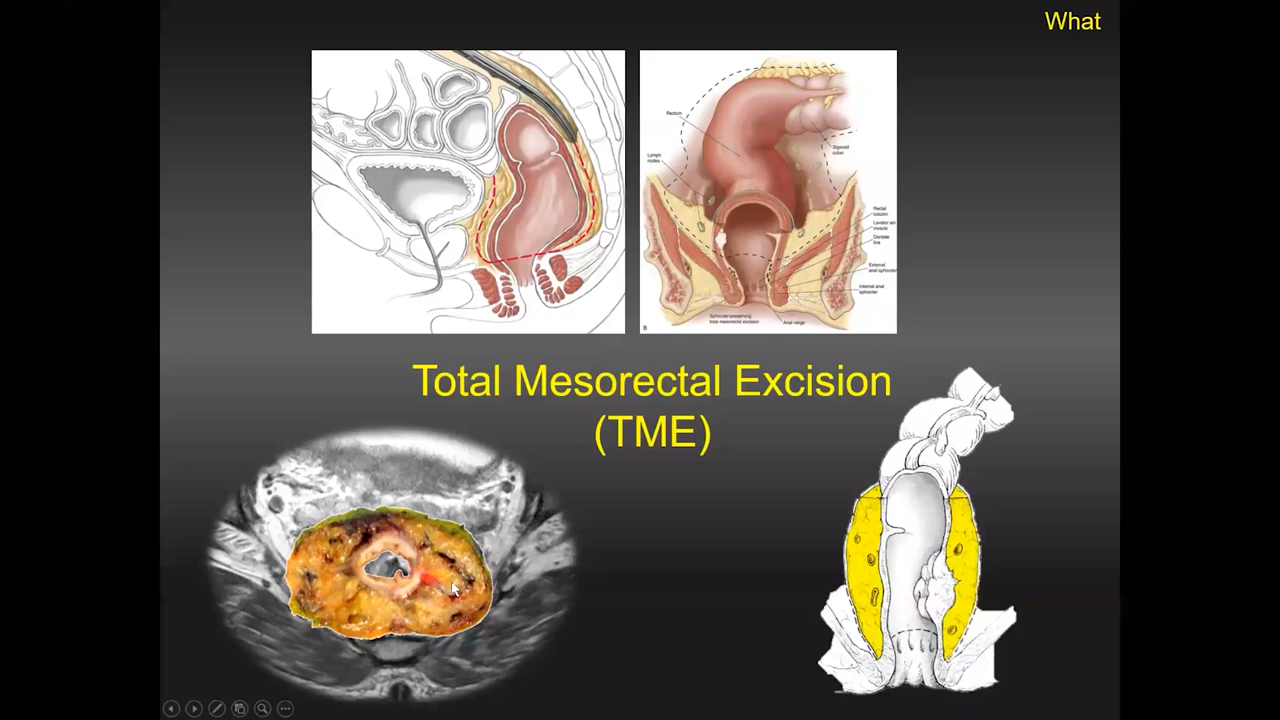 What
Rectum
Lymph
nodes
Sigmoid
colon
Rectal
column
Levator ani
muscle
Dentate
line
External
anal sphincter
Internal anal
sphincter
Sphincter-preserving
total mesorectal excision
Anal verge
B
Total Mesorectal Excision
(TME)